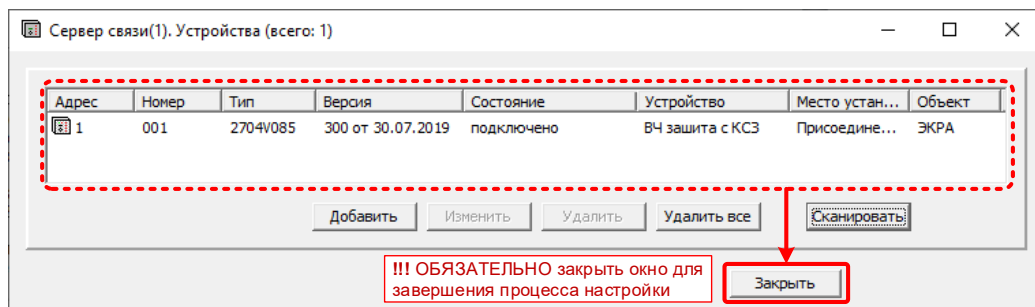 Сервер связи(1). Устройства (всего: 1)
Адрес Номер Тип Версия Состояние Устройство Место устан... Объект
1 001 2704V085 300 от 30.07.2019 подключено ВЧ зашита с КСЗ Присоедине... ЭКРА
Добавить Изменить Удалить Удалить все Сканировать
!!! ОБЯЗАТЕЛЬНО закрыть окно для
завершения процесса настройки
Закрыть